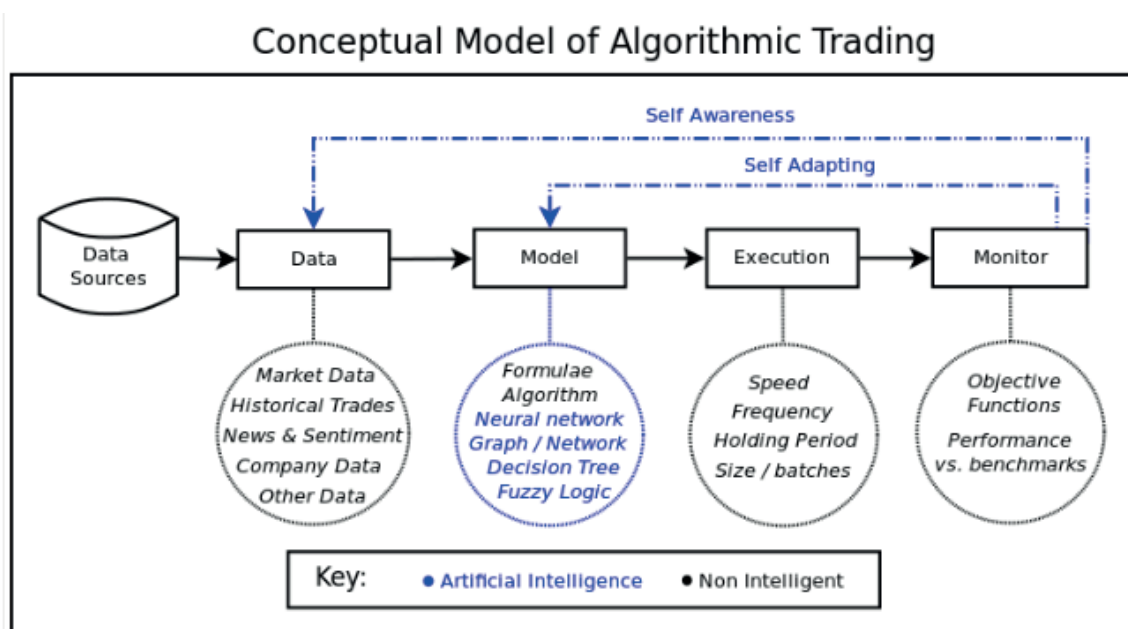 Conceptual Model of Algorithmic Trading
Self Awareness
Self Adapting
Data
Sources
Data
Model
Execution
Monitor
Market Data
Historical Trades
News & Sentiment
Company Data
Other Data
Formulae
Algorithm
Neural network
Graph / Network
Decision Tree
Fuzzy Logic
Speed
Frequency
Holding Period
Size / batches
Objective
Functions
Performance
vs. benchmarks
Key: • Artificial Intelligence • Non Intelligent